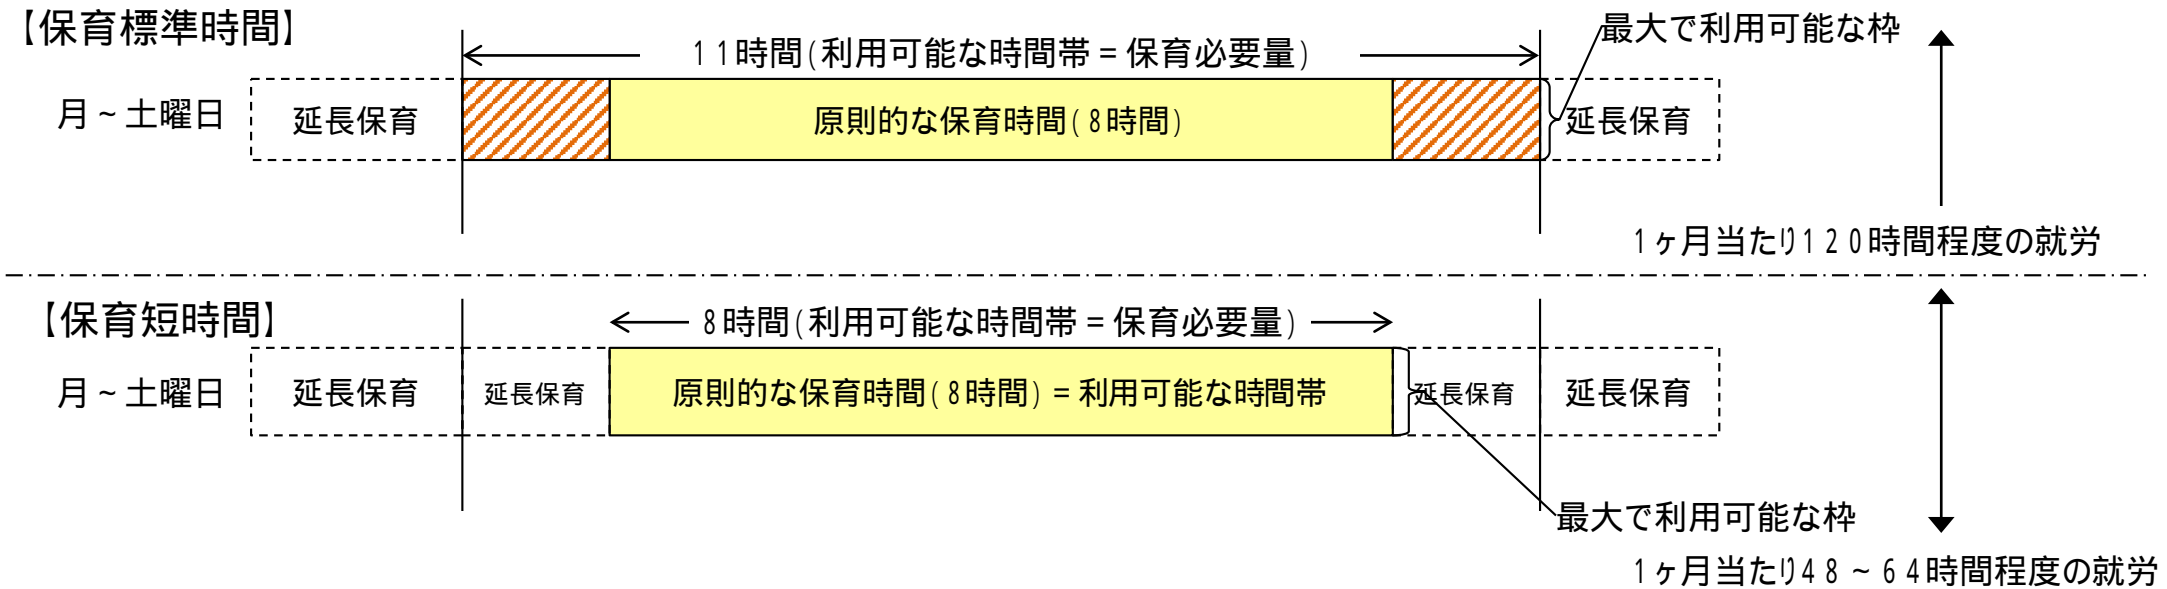 【保育標準時間】
最大で利用可能な枠
11時間(利用可能な時間帯=保育必要量)
月~土曜日
延長保育
原則的な保育時間(8時間)
延長保育
1ヶ月当たり120時間程度の就労
【保育短時間】
8時間(利用可能な時間帯=保育必要量)
月~土曜日
延長保育
延長保育
原則的な保育時間(8時間)=利用可能な時間帯
延長保育
延長保育
最大で利用可能な枠
1ヶ月当たり48~64時間程度の就労